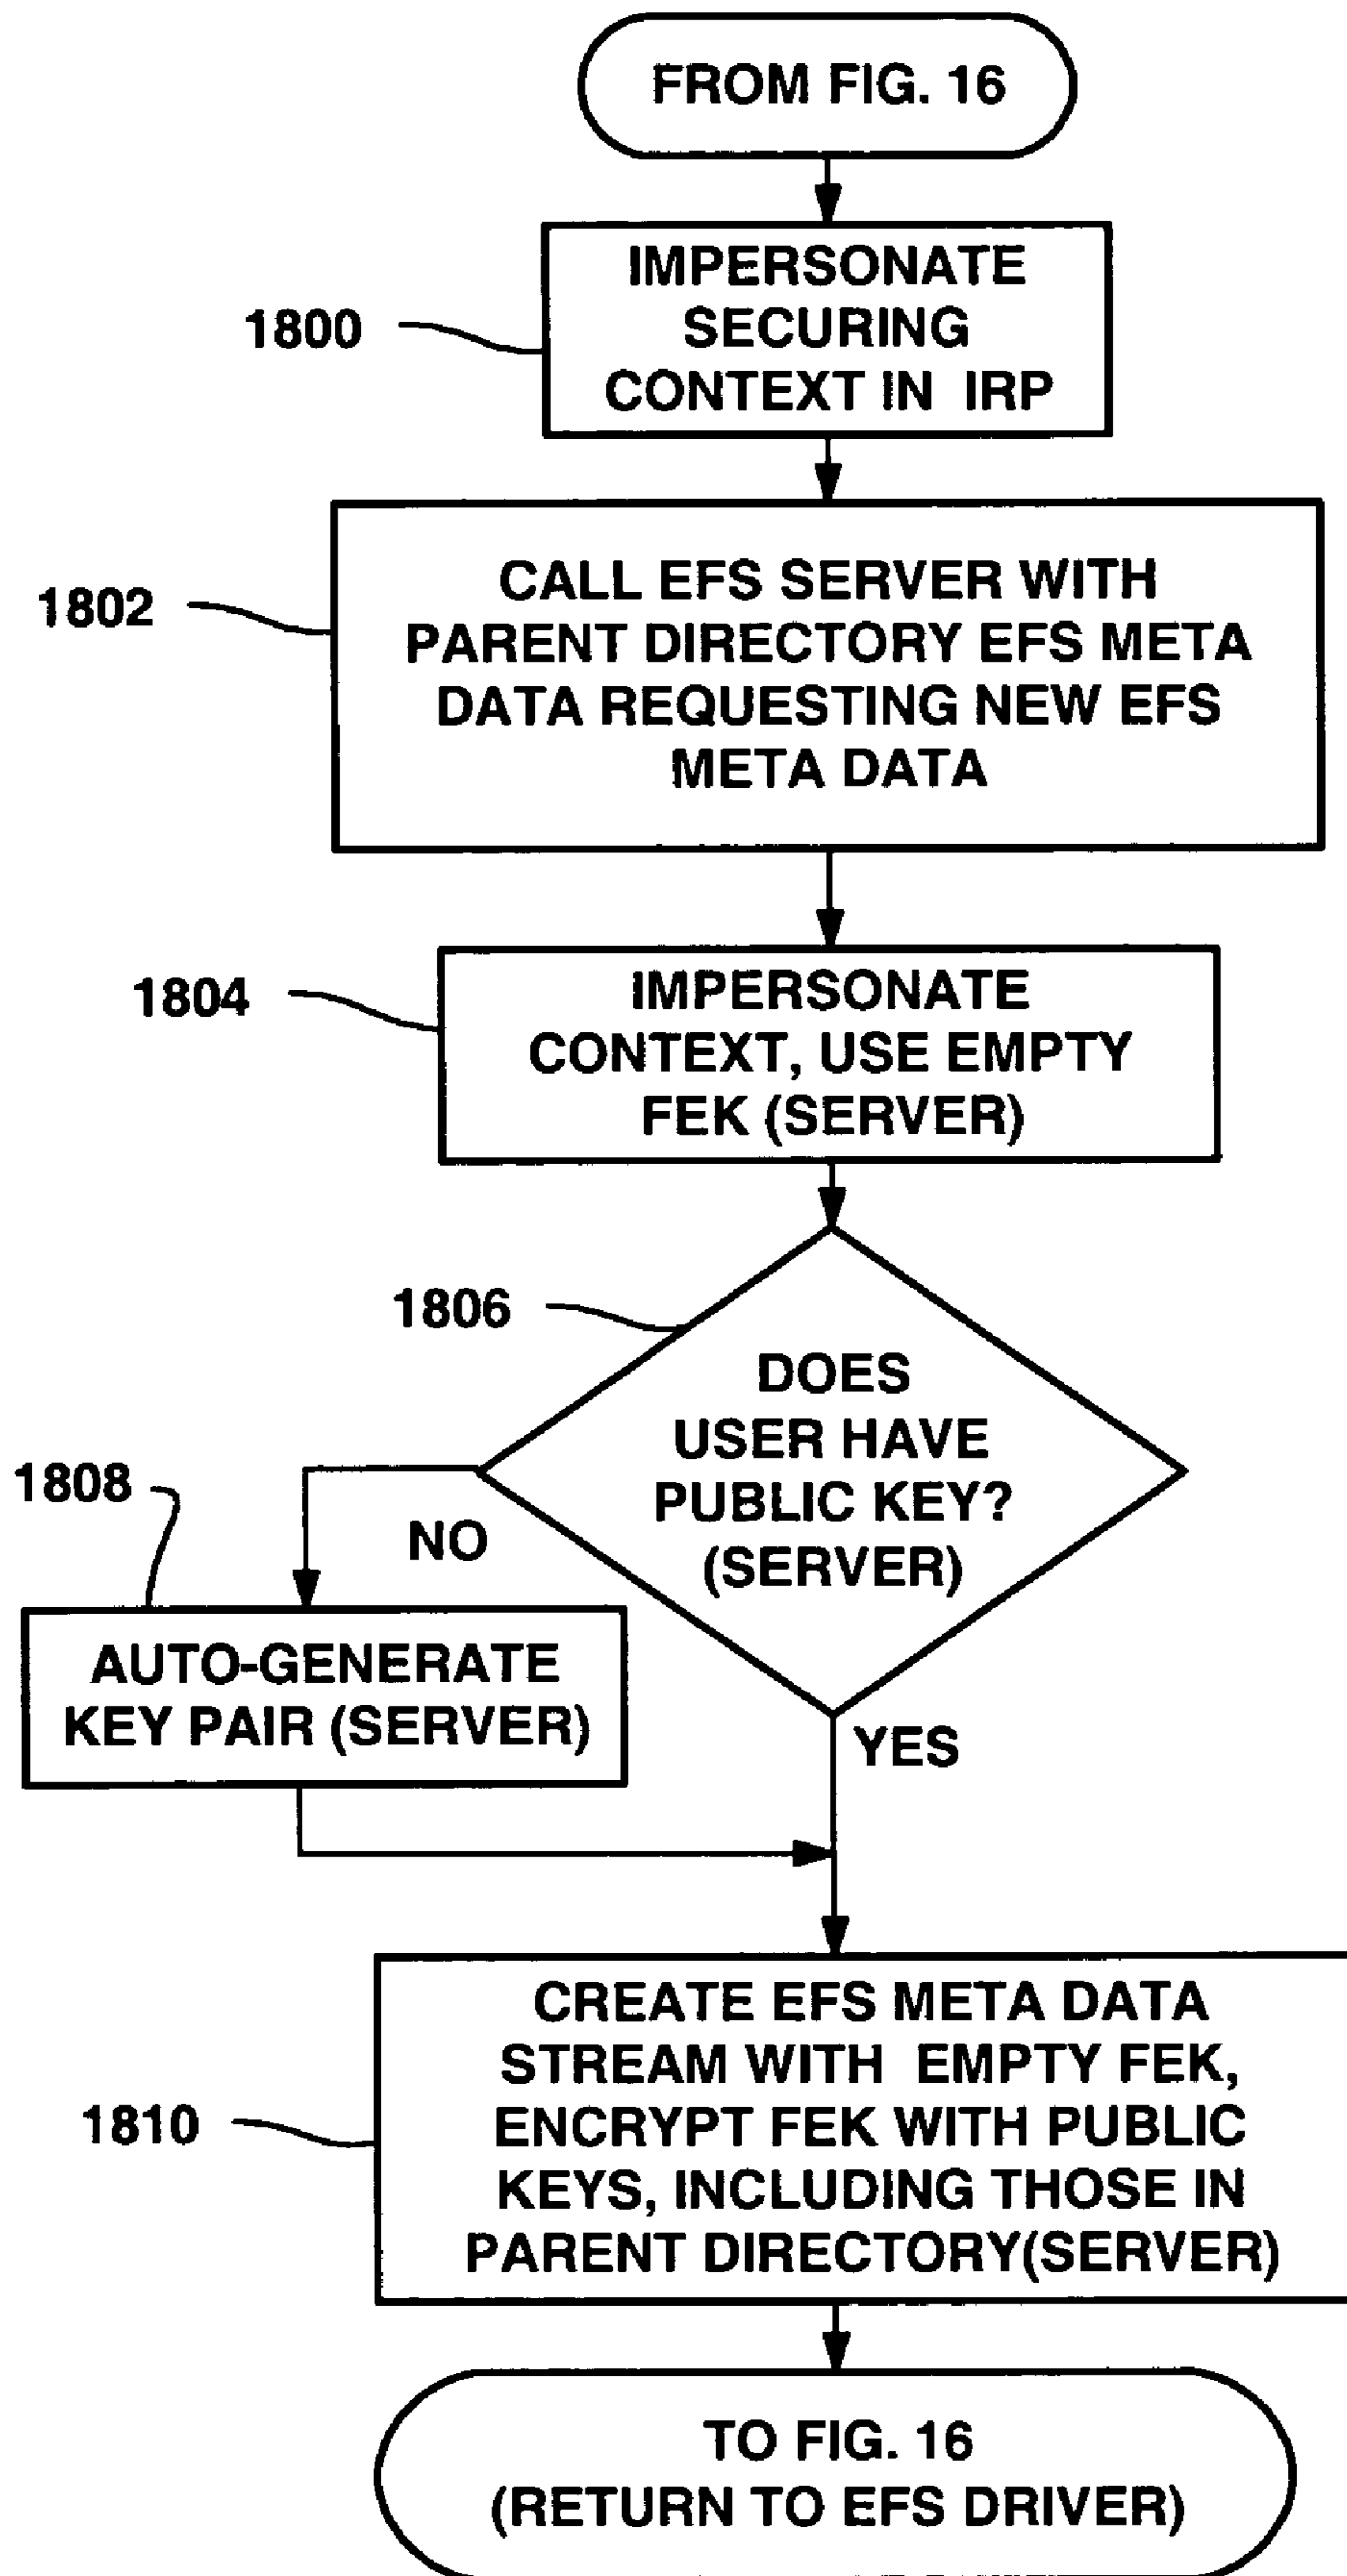 FROM FIG. 16
1800
IMPERSONATE
SECURING
CONTEXT IN IRP
1802
CALL EFS SERVER WITH
PARENT DIRECTORY EFS META
DATA REQUESTING NEW EFS
META DATA
1804
IMPERSONATE
CONTEXT, USE EMPTY
FEK (SERVER)
1806
DOES
USER HAVE
PUBLIC KEY?
(SERVER)
1808
NO
AUTO-GENERATE
KEY PAIR (SERVER)
YES
1810
CREATE EFS META DATA
STREAM WITH EMPTY FEK,
ENCRYPT FEK WITH PUBLIC
KEYS, INCLUDING THOSE IN
PARENT DIRECTORY(SERVER)
TO FIG. 16
(RETURN TO EFS DRIVER)